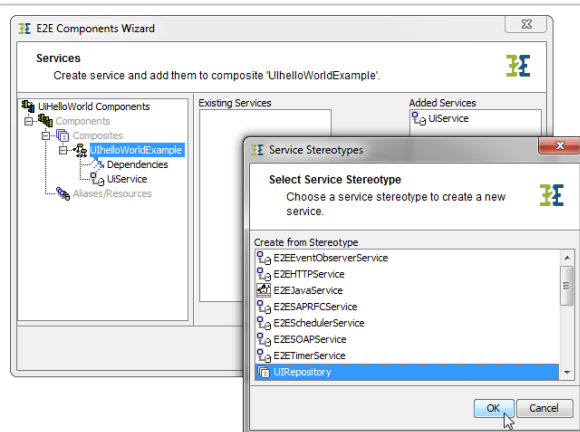 E2E Components Wizard
Services
Create service and add them to composite 'UIhelloWorldExample'.
UiHelloWorld Components
Components
Composites
UIhelloWorldExample
Dependencies
UiService
Aliases/Resources
Existing Services
Added Services
UiService
Service Stereotypes
Select Service Stereotype
Choose a service stereotype to create a new
service.
Create from Stereotype
E2EEventObserverService
E2EHTTPService
E2EJavaService
E2ESAPRFCService
E2ESchedulerService
E2ESOAPService
E2ETimerService
UIRepository
OK
Cancel